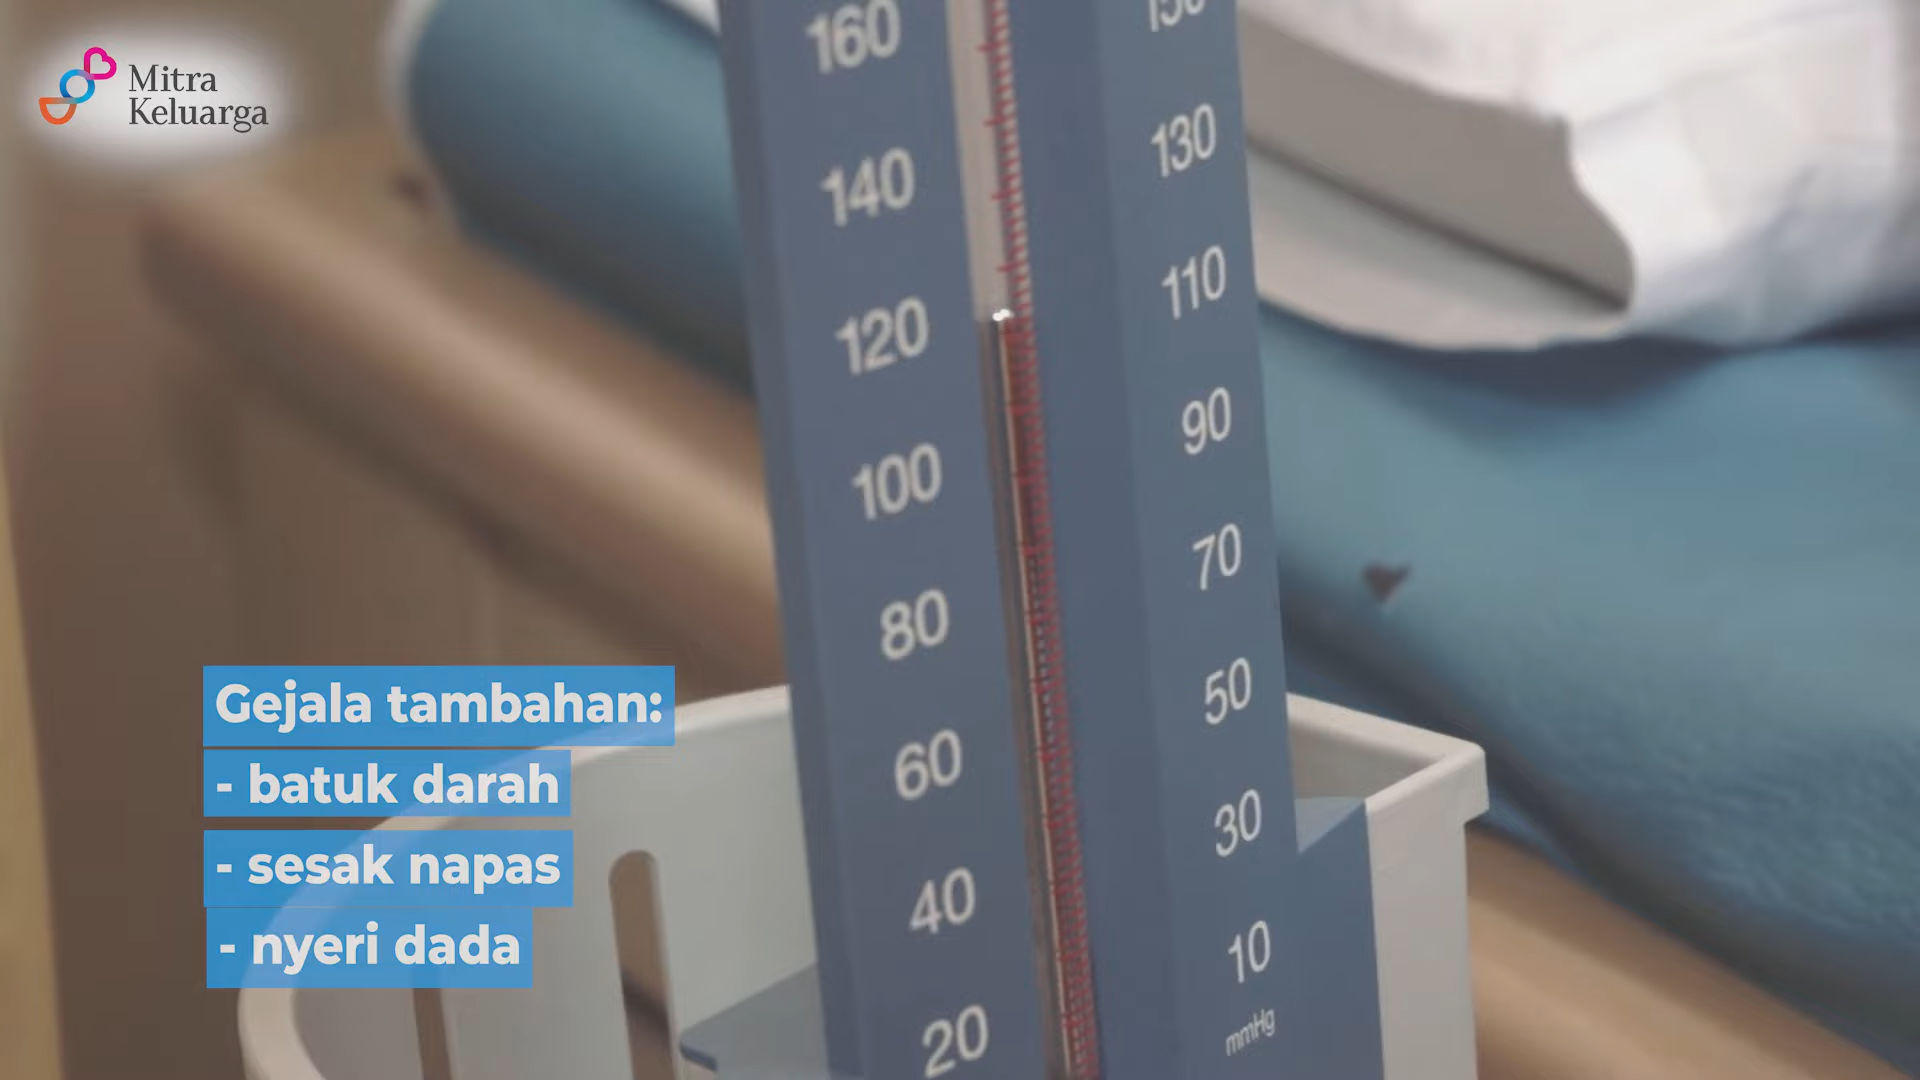 Mitra
Keluarga
160
150
140
130
120
110
100
90
80
70
60
50
40
30
20
10
mmHg
Gejala tambahan:
- batuk darah
- sesak napas
- nyeri dada